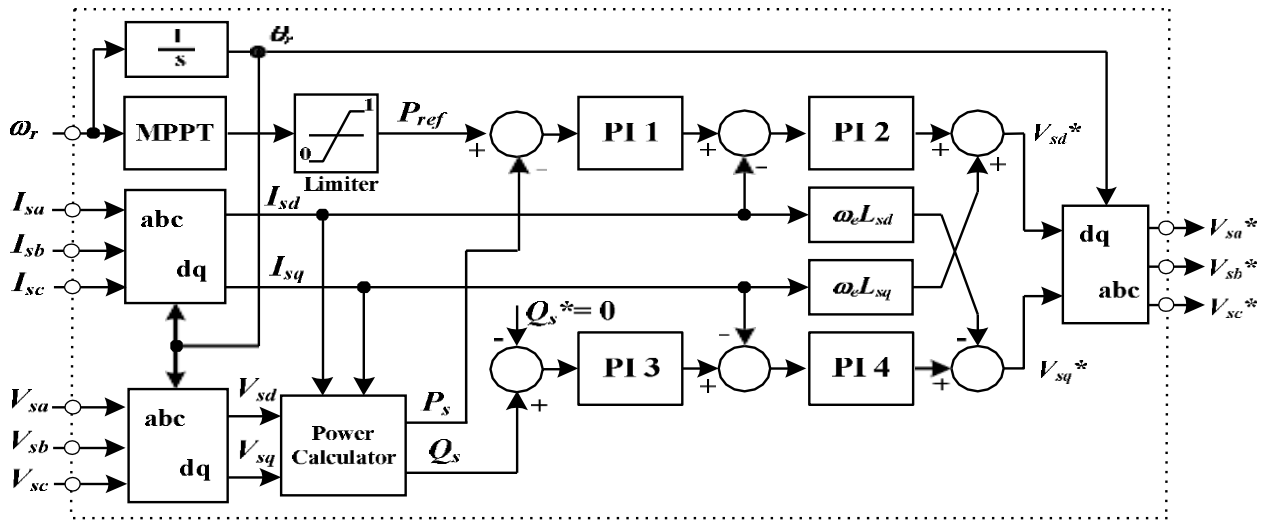 1
s
θr
ωr
MPPT
1
0
Limiter
Pref
+
-
PI 1
+
-
PI 2
+
+
Vsd*
Isa
Isb
Isc
abc
dq
Isd
Isq
ωeLsd
ωeLsq
dq
abc
Vsa*
Vsb*
Vsc*
Qs*= 0
-
+
PI 3
-
+
PI 4
-
+
Vsq*
Vsa
Vsb
Vsc
abc
dq
Vsd
Vsq
Power
Calculator
Ps
Qs